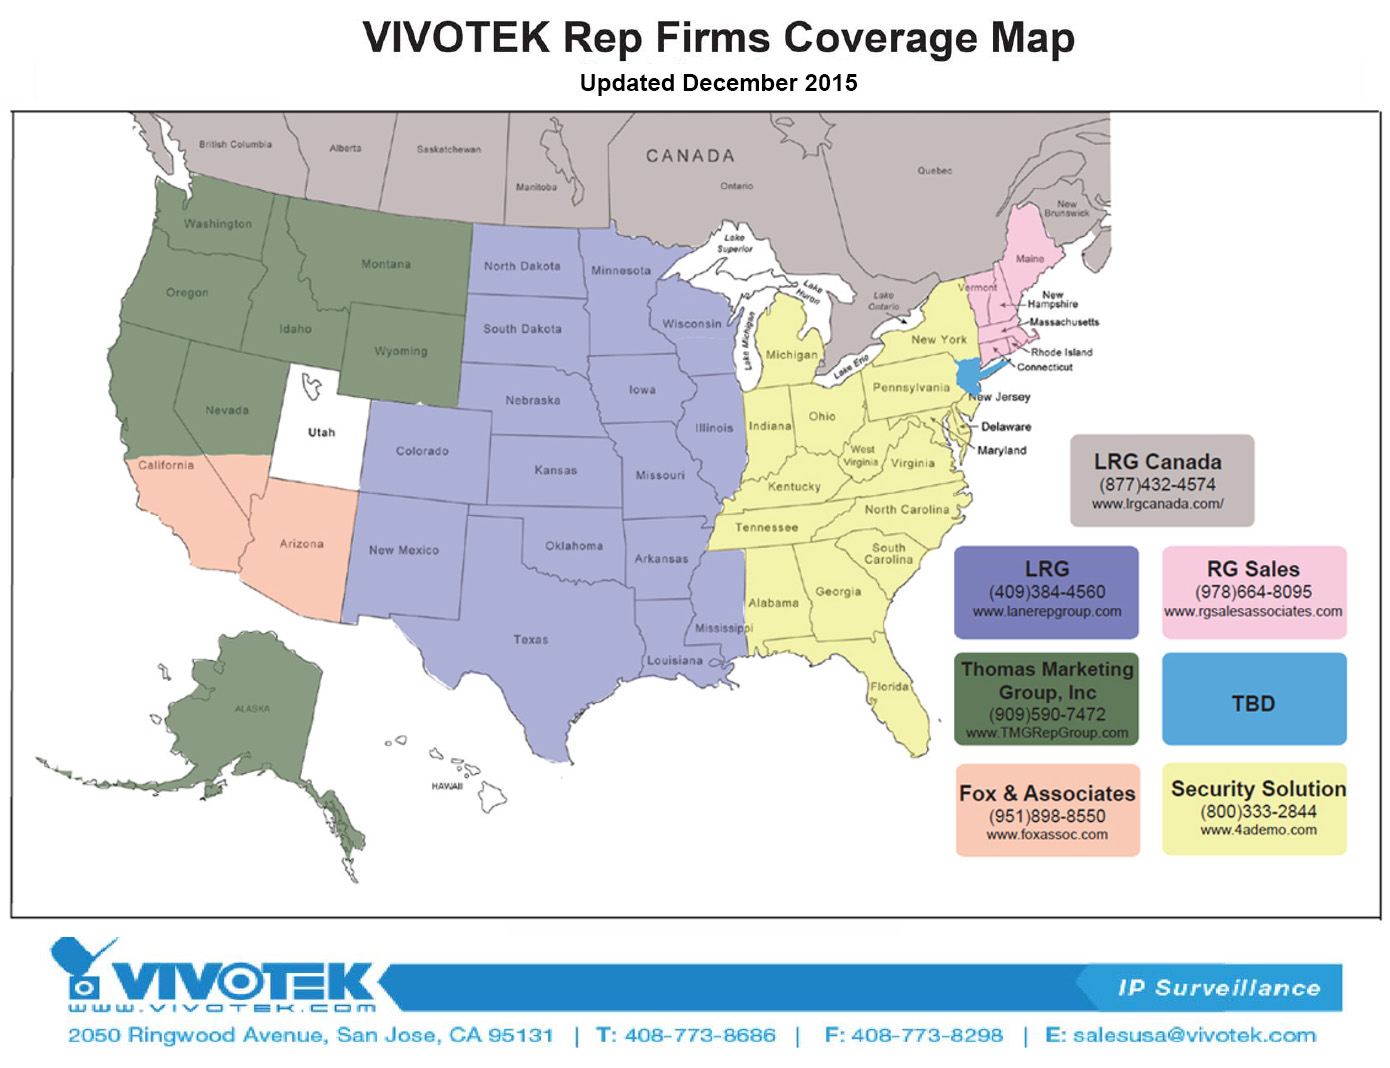 VIVOTEK Rep Firms Coverage Map
Updated December 2015
British Columbia
Alberta
Saskatchewan
Manitoba
CANADA
Ontario
Quebec
New
Brunswick
Washington
Oregon
Idaho
Montana
Wyoming
Nevada
California
Utah
Arizona
North Dakota
South Dakota
Nebraska
Kansas
Colorado
New Mexico
Oklahoma
Texas
Minnesota
Iowa
Missouri
Arkansas
Louisiana
Wisconsin
Illinois
Mississippi
Lake
Superior
Lake Michigan
Lake
Huron
Lake
Ontario
Lake Erie
Michigan
Indiana
Ohio
Kentucky
Tennessee
West
Virginia
Virginia
North Carolina
South
Carolina
Georgia
Alabama
Florida
Pennsylvania
New York
Vermont
Maine
New
Hampshire
Massachusetts
Rhode Island
Connecticut
New Jersey
Delaware
Maryland
ALASKA
HAWAII
LRG Canada
(877)432-4574
www.lrgcanada.com/
LRG
(409)384-4560
www.lanerepgroup.com
RG Sales
(978)664-8095
www.rgsalesassociates.com
Thomas Marketing
Group, Inc
(909)590-7472
www.TMGRepGroup.com
TBD
Fox & Associates
(951)898-8550
www.foxassoc.com
Security Solution
(800)333-2844
www.4ademo.com
VIVOTEK
www.vivotek.com
IP Surveillance
2050 Ringwood Avenue, San Jose, CA 95131 | T: 408-773-8686 | F: 408-773-8298 | E: salesusa@vivotek.com